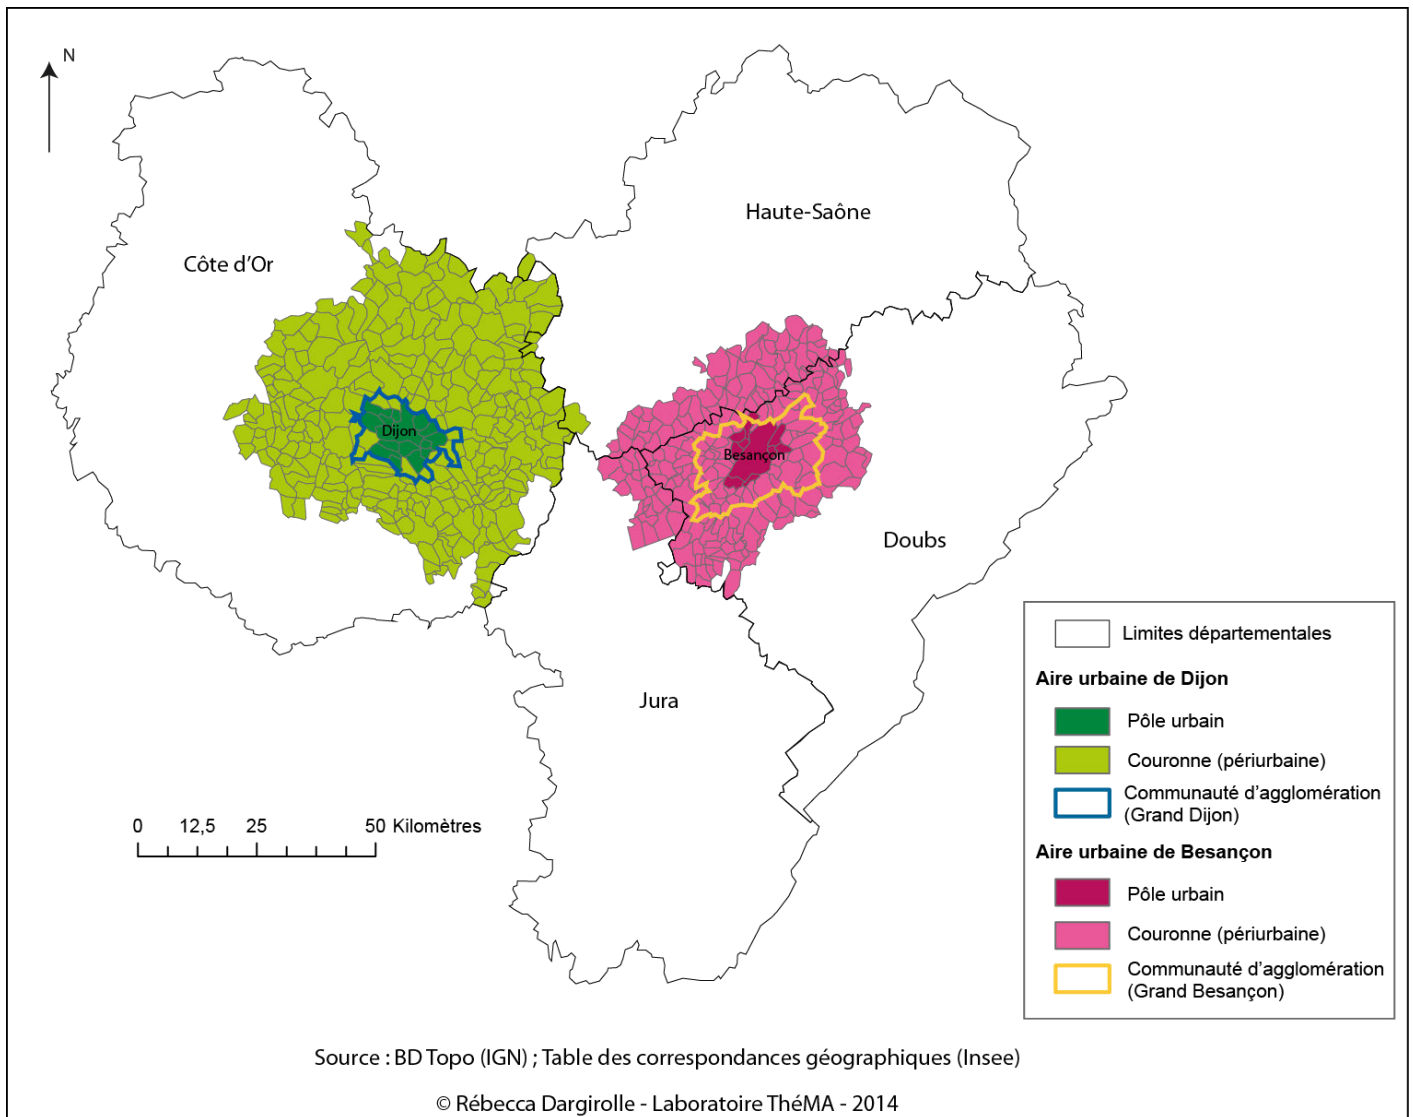 N
Haute-Saône
Côte d'Or
Dijon
Besançon
Doubs
Jura
0 12,5 25 50 Kilomètres
Limites départementales
Aire urbaine de Dijon
Pôle urbain
Couronne (périurbaine)
Communauté d'agglomération
(Grand Dijon)
Aire urbaine de Besançon
Pôle urbain
Couronne (périurbaine)
Communauté d'agglomération
(Grand Besançon)
Source : BD Topo (IGN) ; Table des correspondances géographiques (Insee)
© Rébecca Dargirolle - Laboratoire ThéMA - 2014